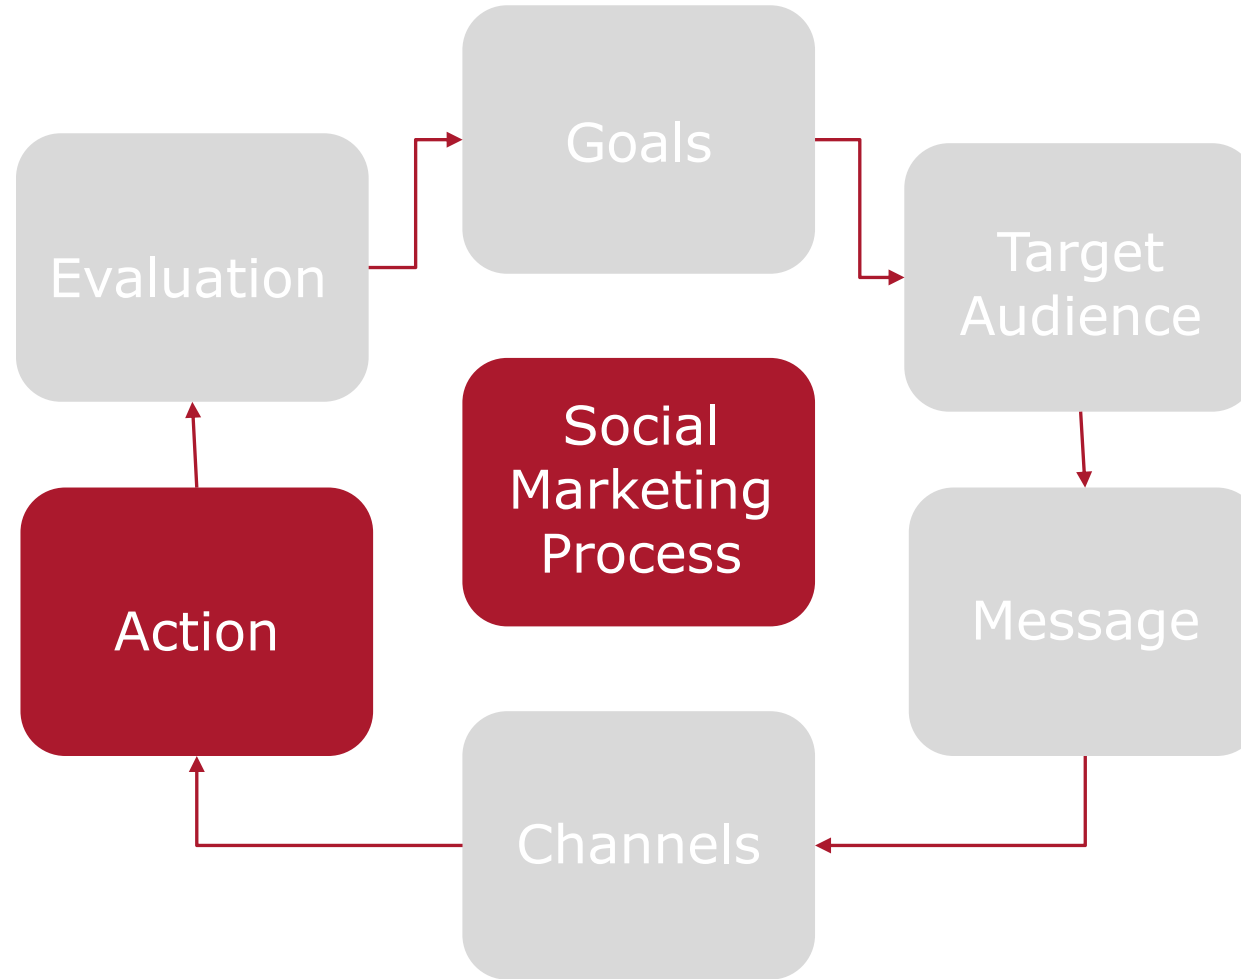 Goals
Target
Audience
Evaluation
Social
Marketing
Process
Message
Action
Channels